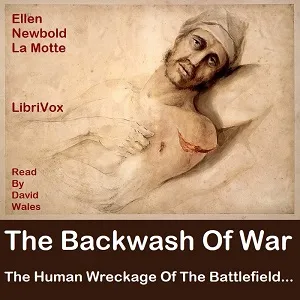 Ellen
Newbold
La Motte
LibriVox
Read
By
David
Wales
The Backwash Of War
The Human Wreckage Of The Battlefield...